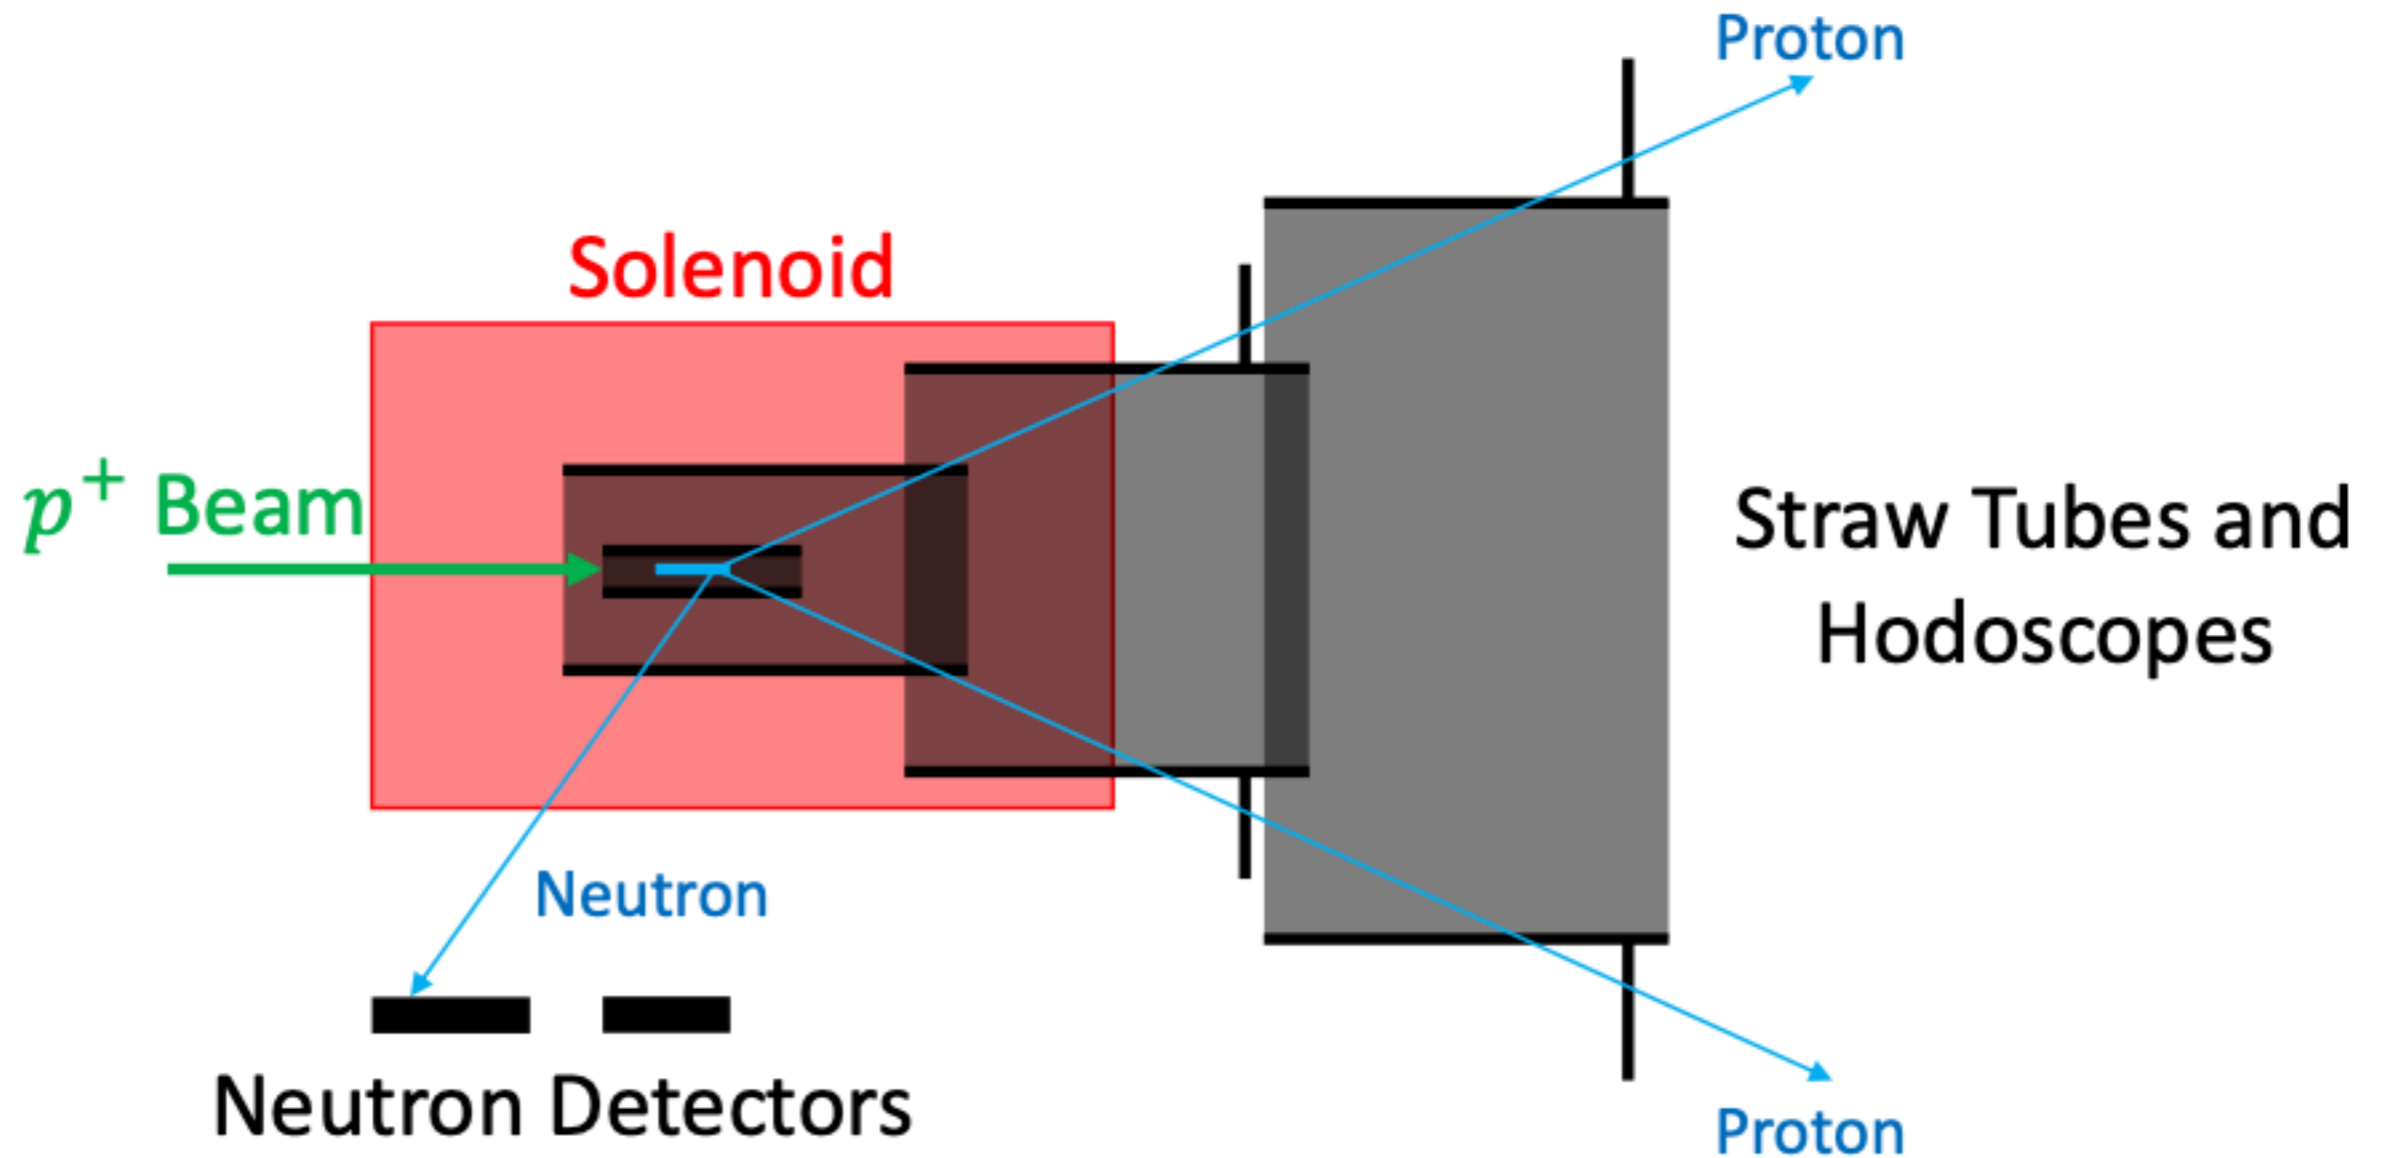 Proton
Solenoid
p⁺ Beam
Straw Tubes and
Hodoscopes
Neutron
Neutron Detectors
Proton